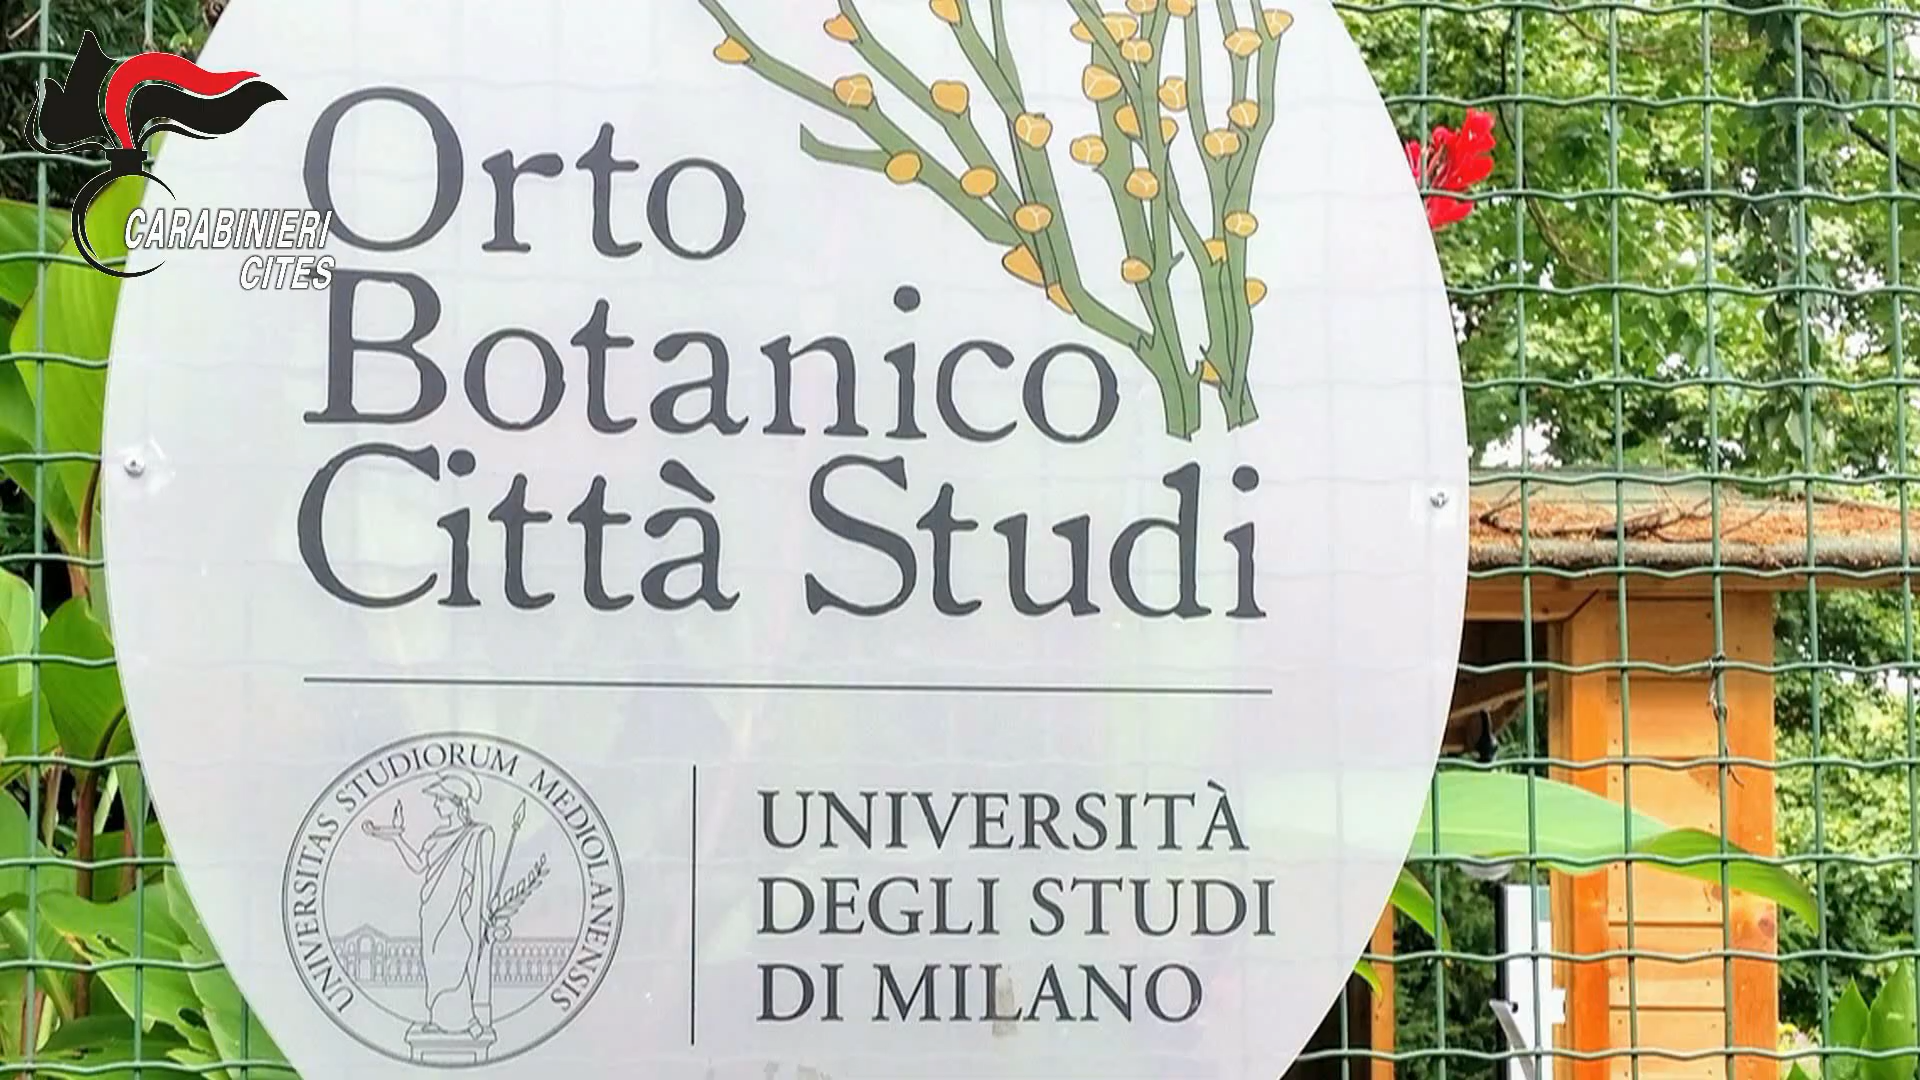 CARABINIERI
CITES
Orto
Botanico
Città Studi
UNIVERSITAS STUDIORUM MEDIOLANENSIS
UNIVERSITÀ
DEGLI STUDI
DI MILANO